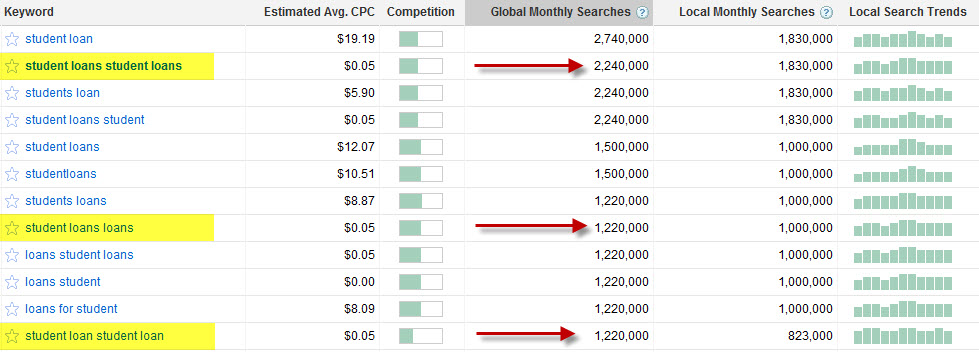 Keyword Estimated Avg. CPC Competition Global Monthly Searches ? Local Monthly Searches ? Local Search Trends
student loan $19.19 2,740,000 1,830,000
student loans student loans $0.05 2,240,000 1,830,000
students loan $5.90 2,240,000 1,830,000
student loans student $0.05 2,240,000 1,830,000
student loans $12.07 1,500,000 1,000,000
studentloans $10.51 1,500,000 1,000,000
students loans $8.87 1,220,000 1,000,000
student loans loans $0.05 1,220,000 1,000,000
loans student loans $0.05 1,220,000 1,000,000
loans student $0.00 1,220,000 1,000,000
loans for student $8.09 1,220,000 1,000,000
student loan student loan $0.05 1,220,000 823,000